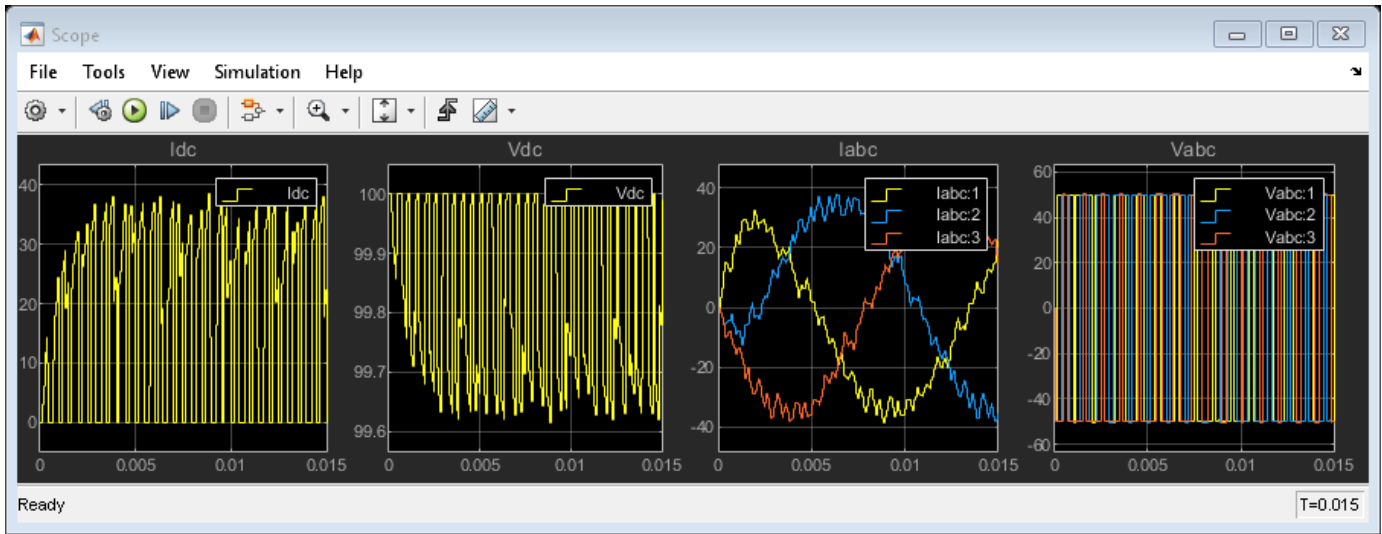 Scope
File Tools View Simulation Help
Idc
40
30
20
10
0
0 0.005 0.01 0.015
Idc
Vdc
100
99.9
99.8
99.7
99.6
0 0.005 0.01 0.015
Vdc
Iabc
40
20
0
-20
-40
0 0.005 0.01 0.015
Iabc:1
Iabc:2
Iabc:3
Vabc
60
40
20
0
-20
-40
-60
0 0.005 0.01 0.015
Vabc:1
Vabc:2
Vabc:3
Ready T=0.015